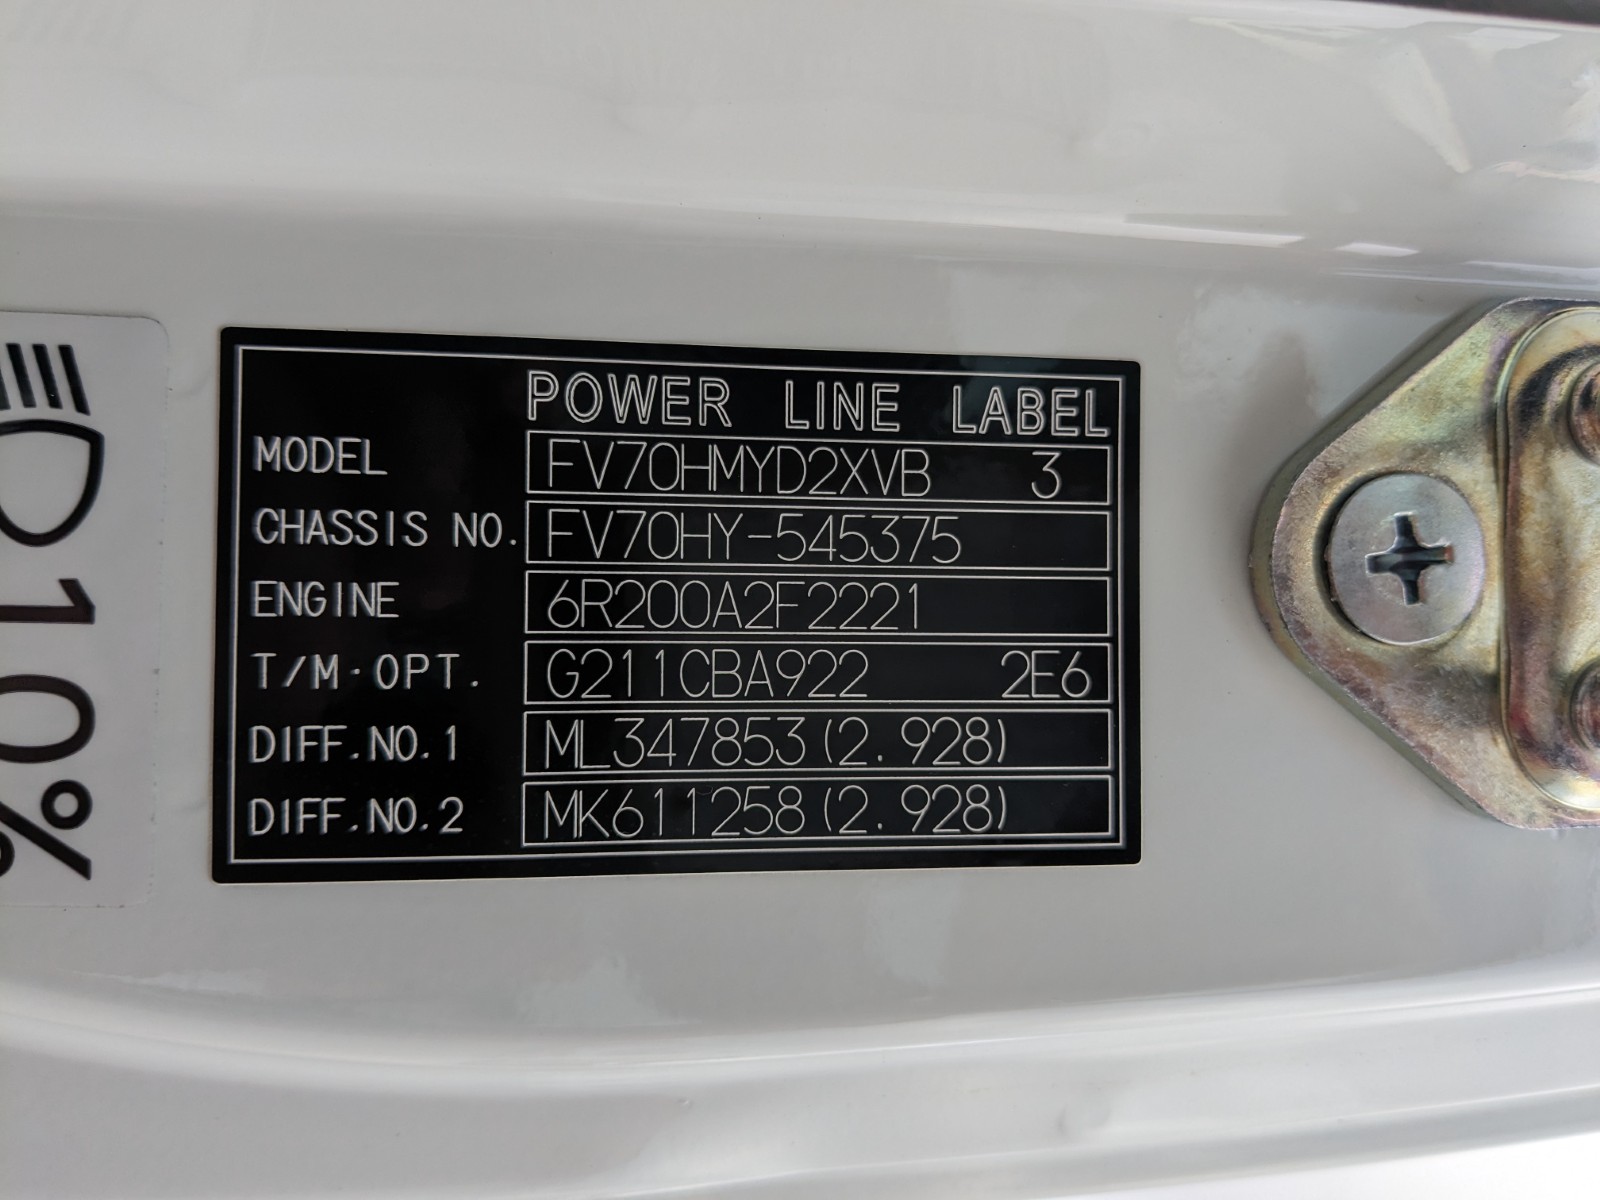 POWER LINE LABEL
MODEL FV70HMYD2XVB 3
CHASSIS NO. FV70HY-545375
ENGINE 6R200A2F2221
T/M·OPT. G211CBA922 2E6
DIFF.NO.1 ML347853(2.928)
DIFF.NO.2 MK611258(2.928)
10%